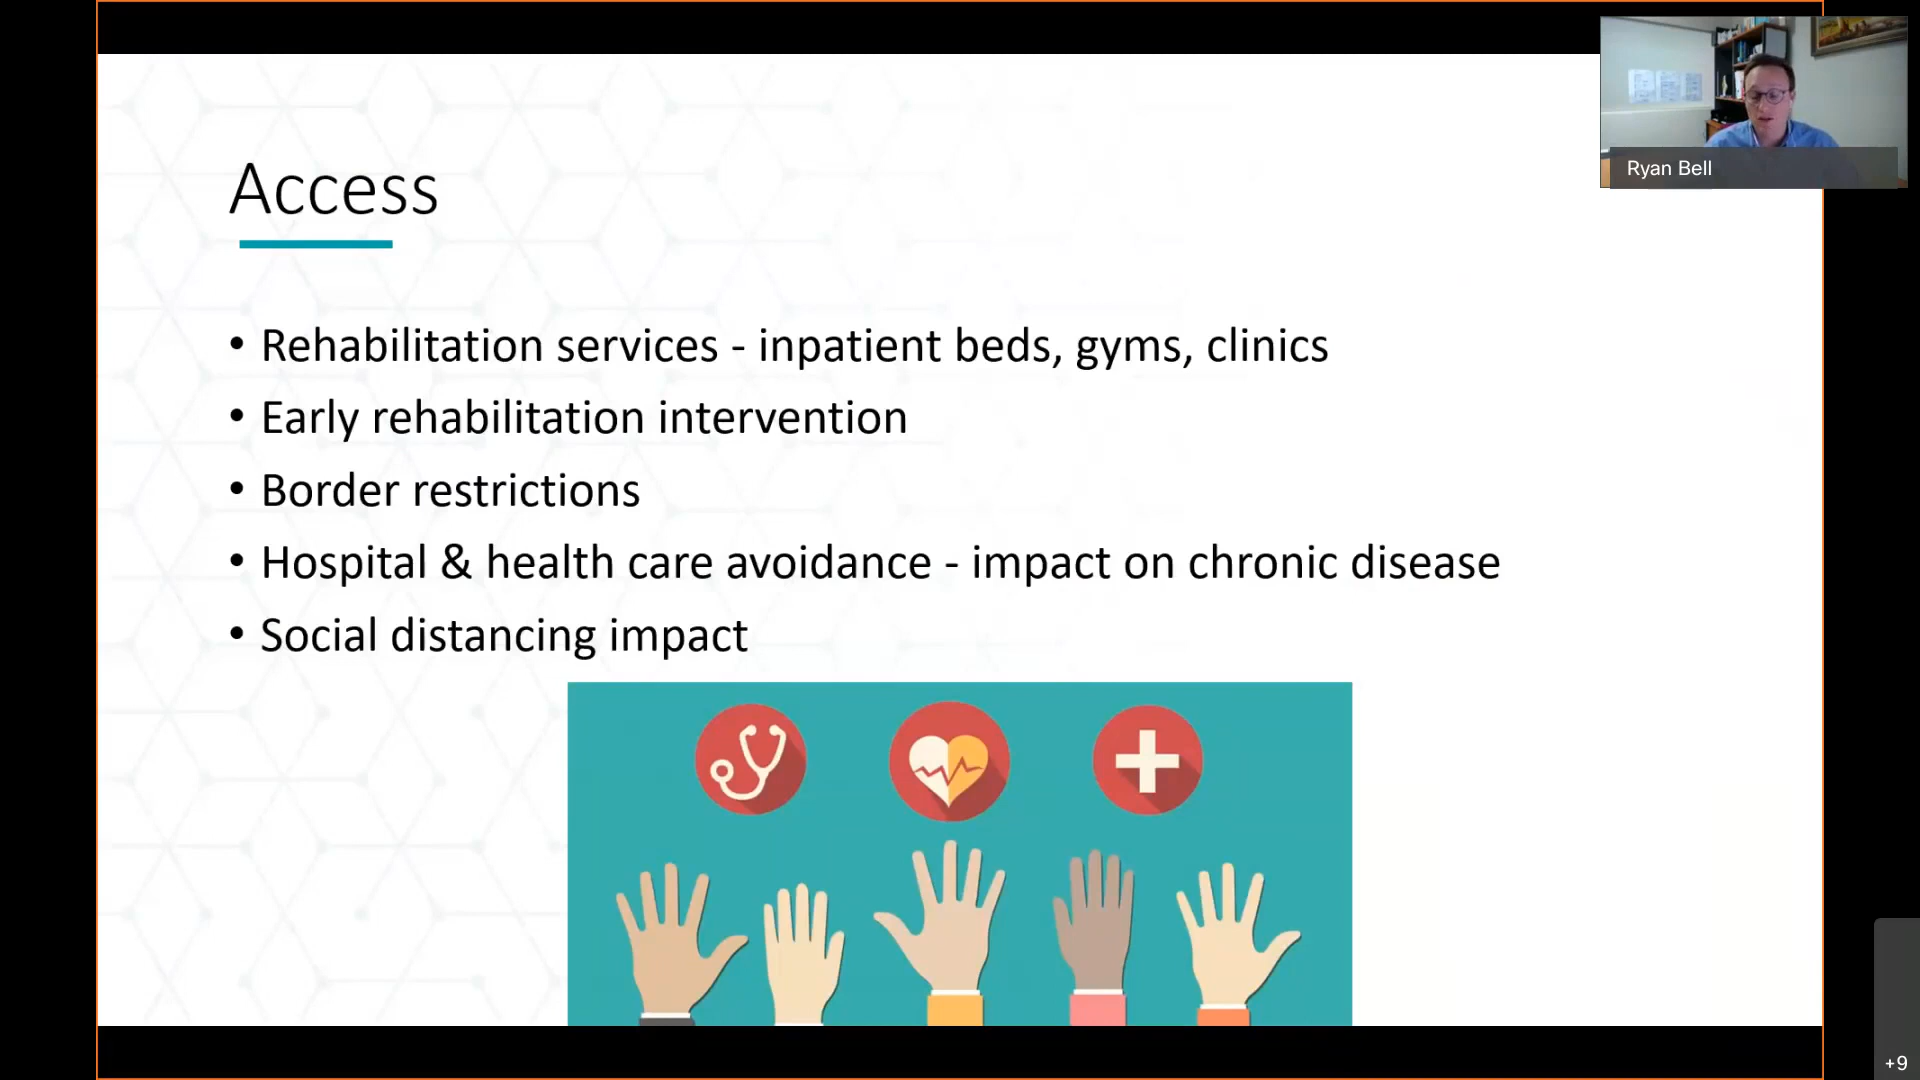 Ryan Bell
Access
• Rehabilitation services - inpatient beds, gyms, clinics
• Early rehabilitation intervention
• Border restrictions
• Hospital & health care avoidance - impact on chronic disease
• Social distancing impact
+9